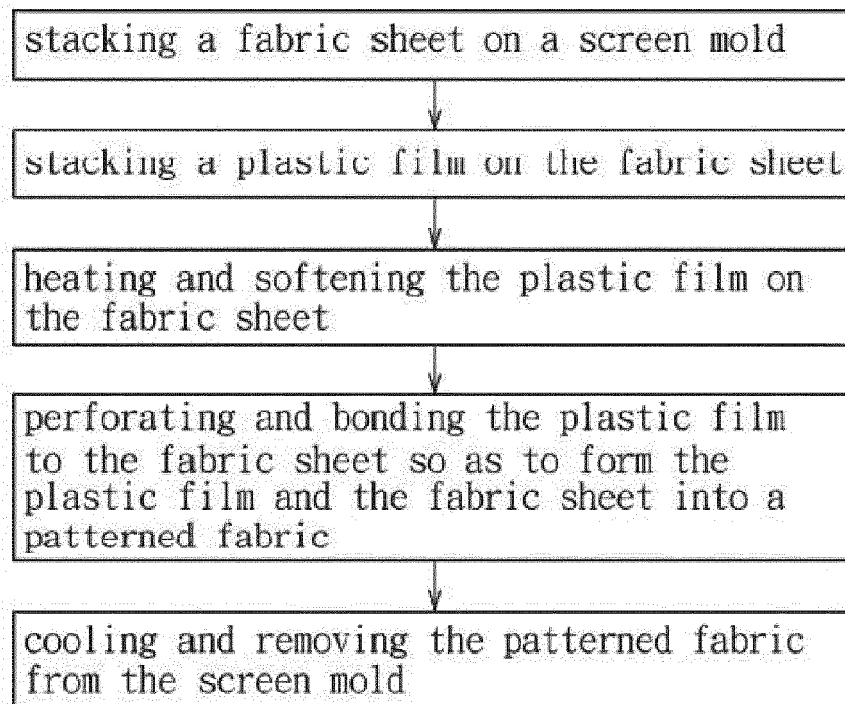 stacking a fabric sheet on a screen mold
stacking a plastic film on the fabric sheet
heating and softening the plastic film on
the fabric sheet
perforating and bonding the plastic film
to the fabric sheet so as to form the
plastic film and the fabric sheet into a
patterned fabric
cooling and removing the patterned fabric
from the screen mold